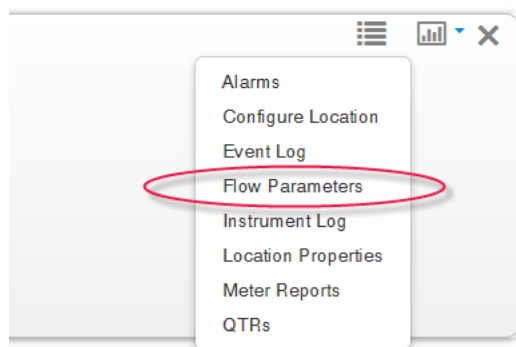 Alarms
Configure Location
Event Log
Flow Parameters
Instrument Log
Location Properties
Meter Reports
QTRs